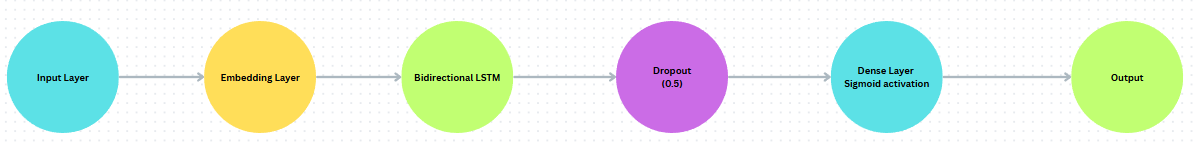 Input Layer
Embedding Layer
Bidirectional LSTM
Dropout
(0.5)
Dense Layer
Sigmoid activation
Output